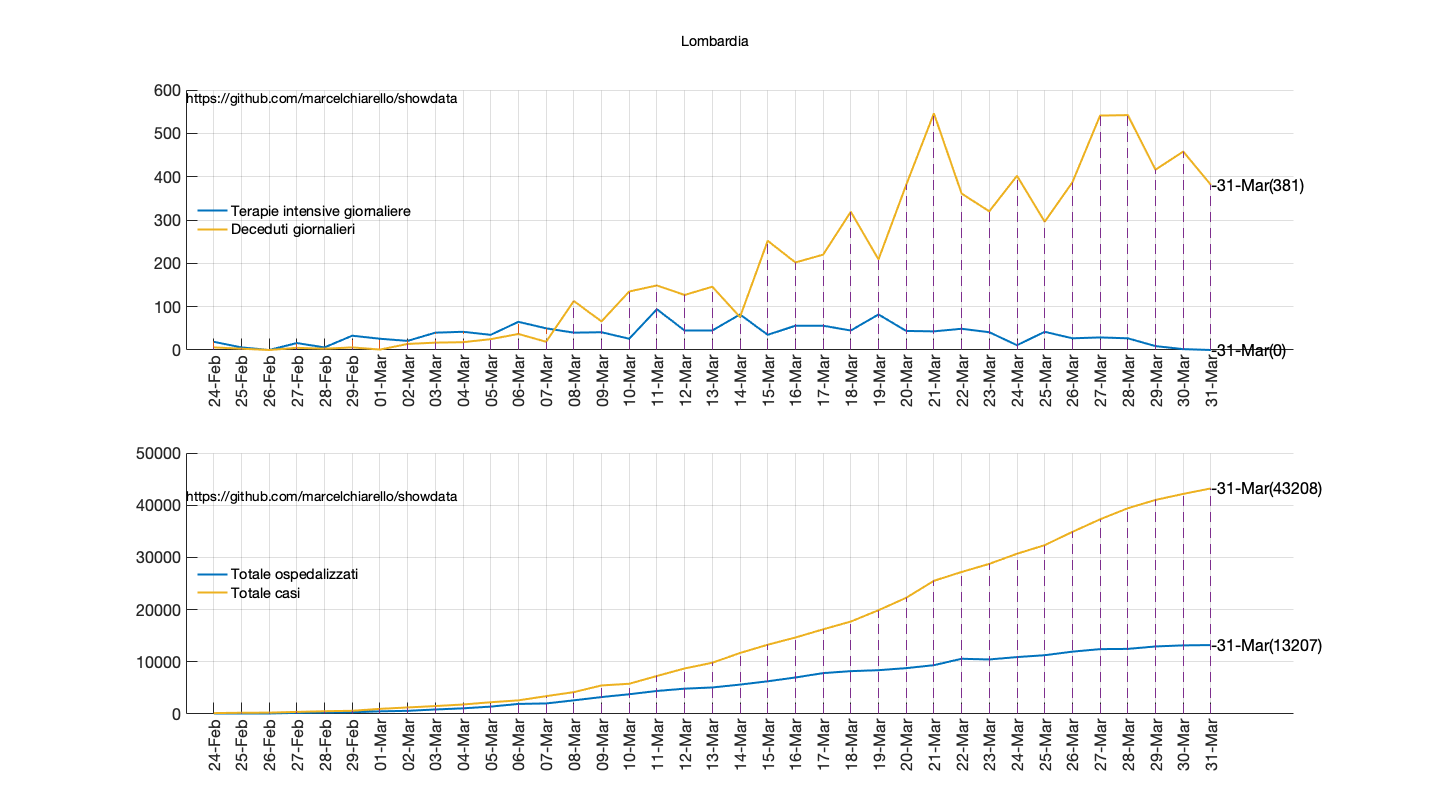 Lombardia
600
https://github.com/marcelchiarello/showdata
500
400
-31-Mar(381)
300
Terapie intensive giornaliere
Deceduti giornalieri
200
100
0
-31-Mar(0)
24-Feb
25-Feb
26-Feb
27-Feb
28-Feb
29-Feb
01-Mar
02-Mar
03-Mar
04-Mar
05-Mar
06-Mar
07-Mar
08-Mar
09-Mar
10-Mar
11-Mar
12-Mar
13-Mar
14-Mar
15-Mar
16-Mar
17-Mar
18-Mar
19-Mar
20-Mar
21-Mar
22-Mar
23-Mar
24-Mar
25-Mar
26-Mar
27-Mar
28-Mar
29-Mar
30-Mar
31-Mar
50000
-31-Mar(43208)
https://github.com/marcelchiarello/showdata
40000
30000
Totale ospedalizzati
Totale casi
20000
-31-Mar(13207)
10000
0
24-Feb
25-Feb
26-Feb
27-Feb
28-Feb
29-Feb
01-Mar
02-Mar
03-Mar
04-Mar
05-Mar
06-Mar
07-Mar
08-Mar
09-Mar
10-Mar
11-Mar
12-Mar
13-Mar
14-Mar
15-Mar
16-Mar
17-Mar
18-Mar
19-Mar
20-Mar
21-Mar
22-Mar
23-Mar
24-Mar
25-Mar
26-Mar
27-Mar
28-Mar
29-Mar
30-Mar
31-Mar